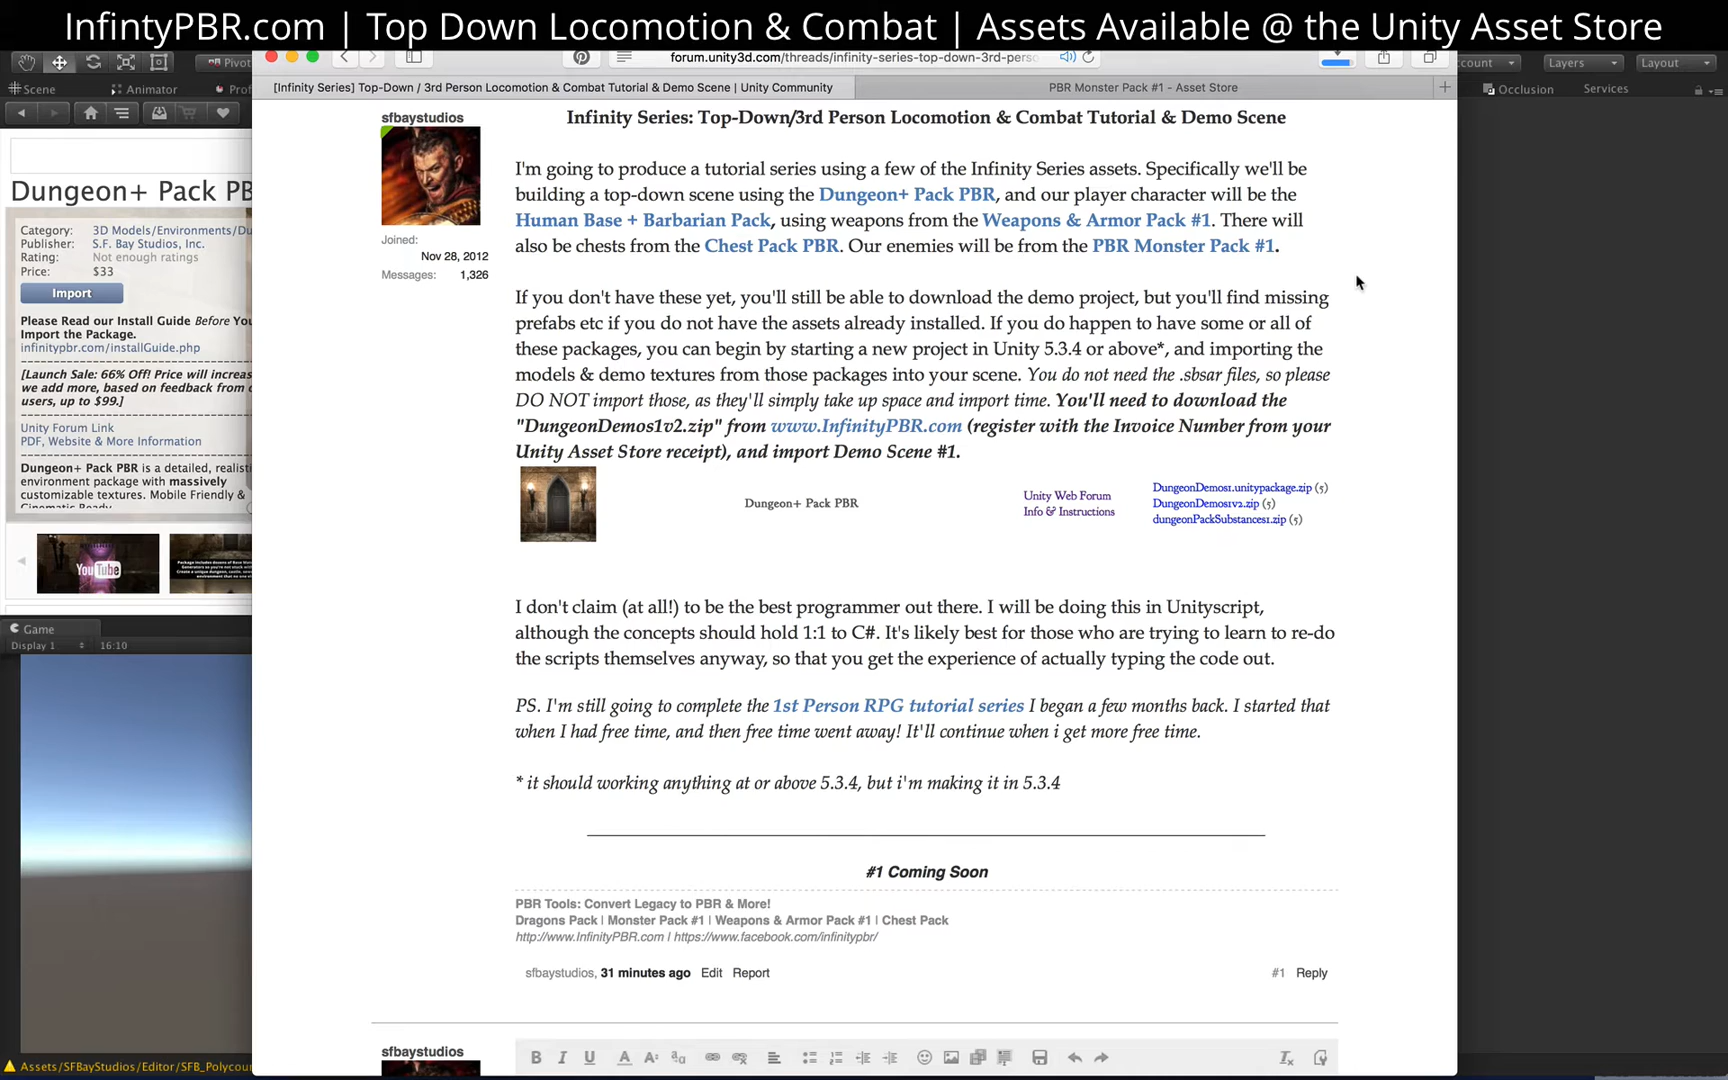 InfintyPBR.com | Top Down Locomotion & Combat | Assets Available @ the Unity Asset Store
Pivot
forum.unity3d.com/threads/infinity-series-top-down-3rd-perso
count
Layers
Layout
Scene
Animator
Prof
[Infinity Series] Top-Down / 3rd Person Locomotion & Combat Tutorial & Demo Scene | Unity Community
PBR Monster Pack #1 - Asset Store
Occlusion
Services
Dungeon+ Pack PB
Category:
3D Models/Environments/Du
Publisher:
S.F. Bay Studios, Inc.
Rating:
Not enough ratings
Price:
$33
Import
Please Read our Install Guide Before You
Import the Package.
infinitypbr.com/installGuide.php
[Launch Sale: 66% Off! Price will increas
we add more, based on feedback from o
users, up to $99.]
Unity Forum Link
PDF, Website & More Information
Dungeon+ Pack PBR is a detailed, realisti
environment package with massively
customizable textures. Mobile Friendly &
Cinematic Ready
You Tube
Game
Display 1
16:10
Assets/SFBayStudios/Editor/SFB_Polycou
sfbaystudios
Joined:
Nov 28, 2012
Messages:
1,326
Infinity Series: Top-Down/3rd Person Locomotion & Combat Tutorial & Demo Scene
I'm going to produce a tutorial series using a few of the Infinity Series assets. Specifically we'll be
building a top-down scene using the Dungeon+ Pack PBR, and our player character will be the
Human Base + Barbarian Pack, using weapons from the Weapons & Armor Pack #1. There will
also be chests from the Chest Pack PBR. Our enemies will be from the PBR Monster Pack #1.
If you don't have these yet, you'll still be able to download the demo project, but you'll find missing
prefabs etc if you do not have the assets already installed. If you do happen to have some or all of
these packages, you can begin by starting a new project in Unity 5.3.4 or above*, and importing the
models & demo textures from those packages into your scene. You do not need the .sbsar files, so please
DO NOT import those, as they'll simply take up space and import time. You'll need to download the
"DungeonDemos1v2.zip" from www.InfinityPBR.com (register with the Invoice Number from your
Unity Asset Store receipt), and import Demo Scene #1.
Dungeon+ Pack PBR
Unity Web Forum
Info & Instructions
DungeonDemos1.unitypackage.zip (5)
DungeonDemos1v2.zip (5)
dungeonPackSubstances1.zip (5)
I don't claim (at all!) to be the best programmer out there. I will be doing this in Unityscript,
although the concepts should hold 1:1 to C#. It's likely best for those who are trying to learn to re-do
the scripts themselves anyway, so that you get the experience of actually typing the code out.
PS. I'm still going to complete the 1st Person RPG tutorial series I began a few months back. I started that
when I had free time, and then free time went away! It'll continue when i get more free time.
* it should working anything at or above 5.3.4, but i'm making it in 5.3.4
#1 Coming Soon
PBR Tools: Convert Legacy to PBR & More!
Dragons Pack | Monster Pack #1 | Weapons & Armor Pack #1 | Chest Pack
http://www.InfinityPBR.com | https://www.facebook.com/infinitypbr/
sfbaystudios, 31 minutes ago
Edit
Report
#1
Reply
sfbaystudios